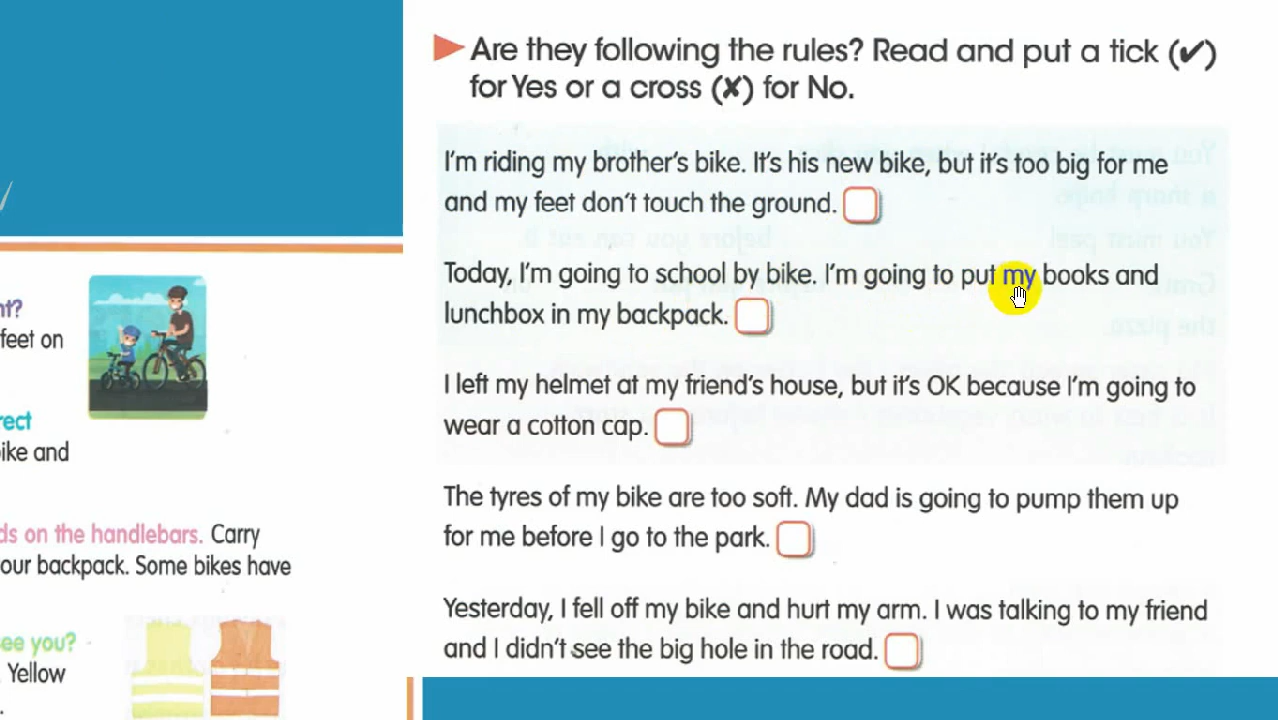 nt?
feet on
rect
ike and
ds on the handlebars. Carry
our backpack. Some bikes have
see you?
Yellow
Are they following the rules? Read and put a tick (✔)
for Yes or a cross (✘) for No.
I'm riding my brother's bike. It's his new bike, but it's too big for me
and my feet don't touch the ground.
Today, I'm going to school by bike. I'm going to put my books and
lunchbox in my backpack.
I left my helmet at my friend's house, but it's OK because I'm going to
wear a cotton cap.
The tyres of my bike are too soft. My dad is going to pump them up
for me before I go to the park.
Yesterday, I fell off my bike and hurt my arm. I was talking to my friend
and I didn't see the big hole in the road.